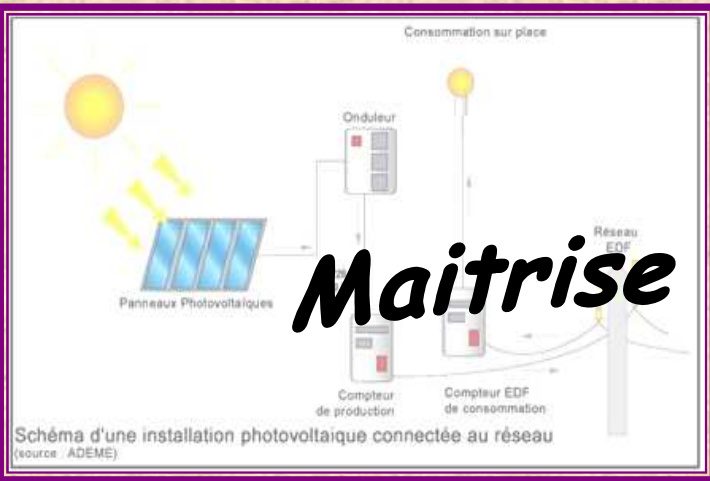 Consommation sur place
Onduleur
Réseau
EDF
Maitrise
Panneaux Photovoltaïques
Compteur
de production
Compteur EDF
de consommation
Schéma d'une installation photovoltaique connectée au réseau
(source : ADEME)